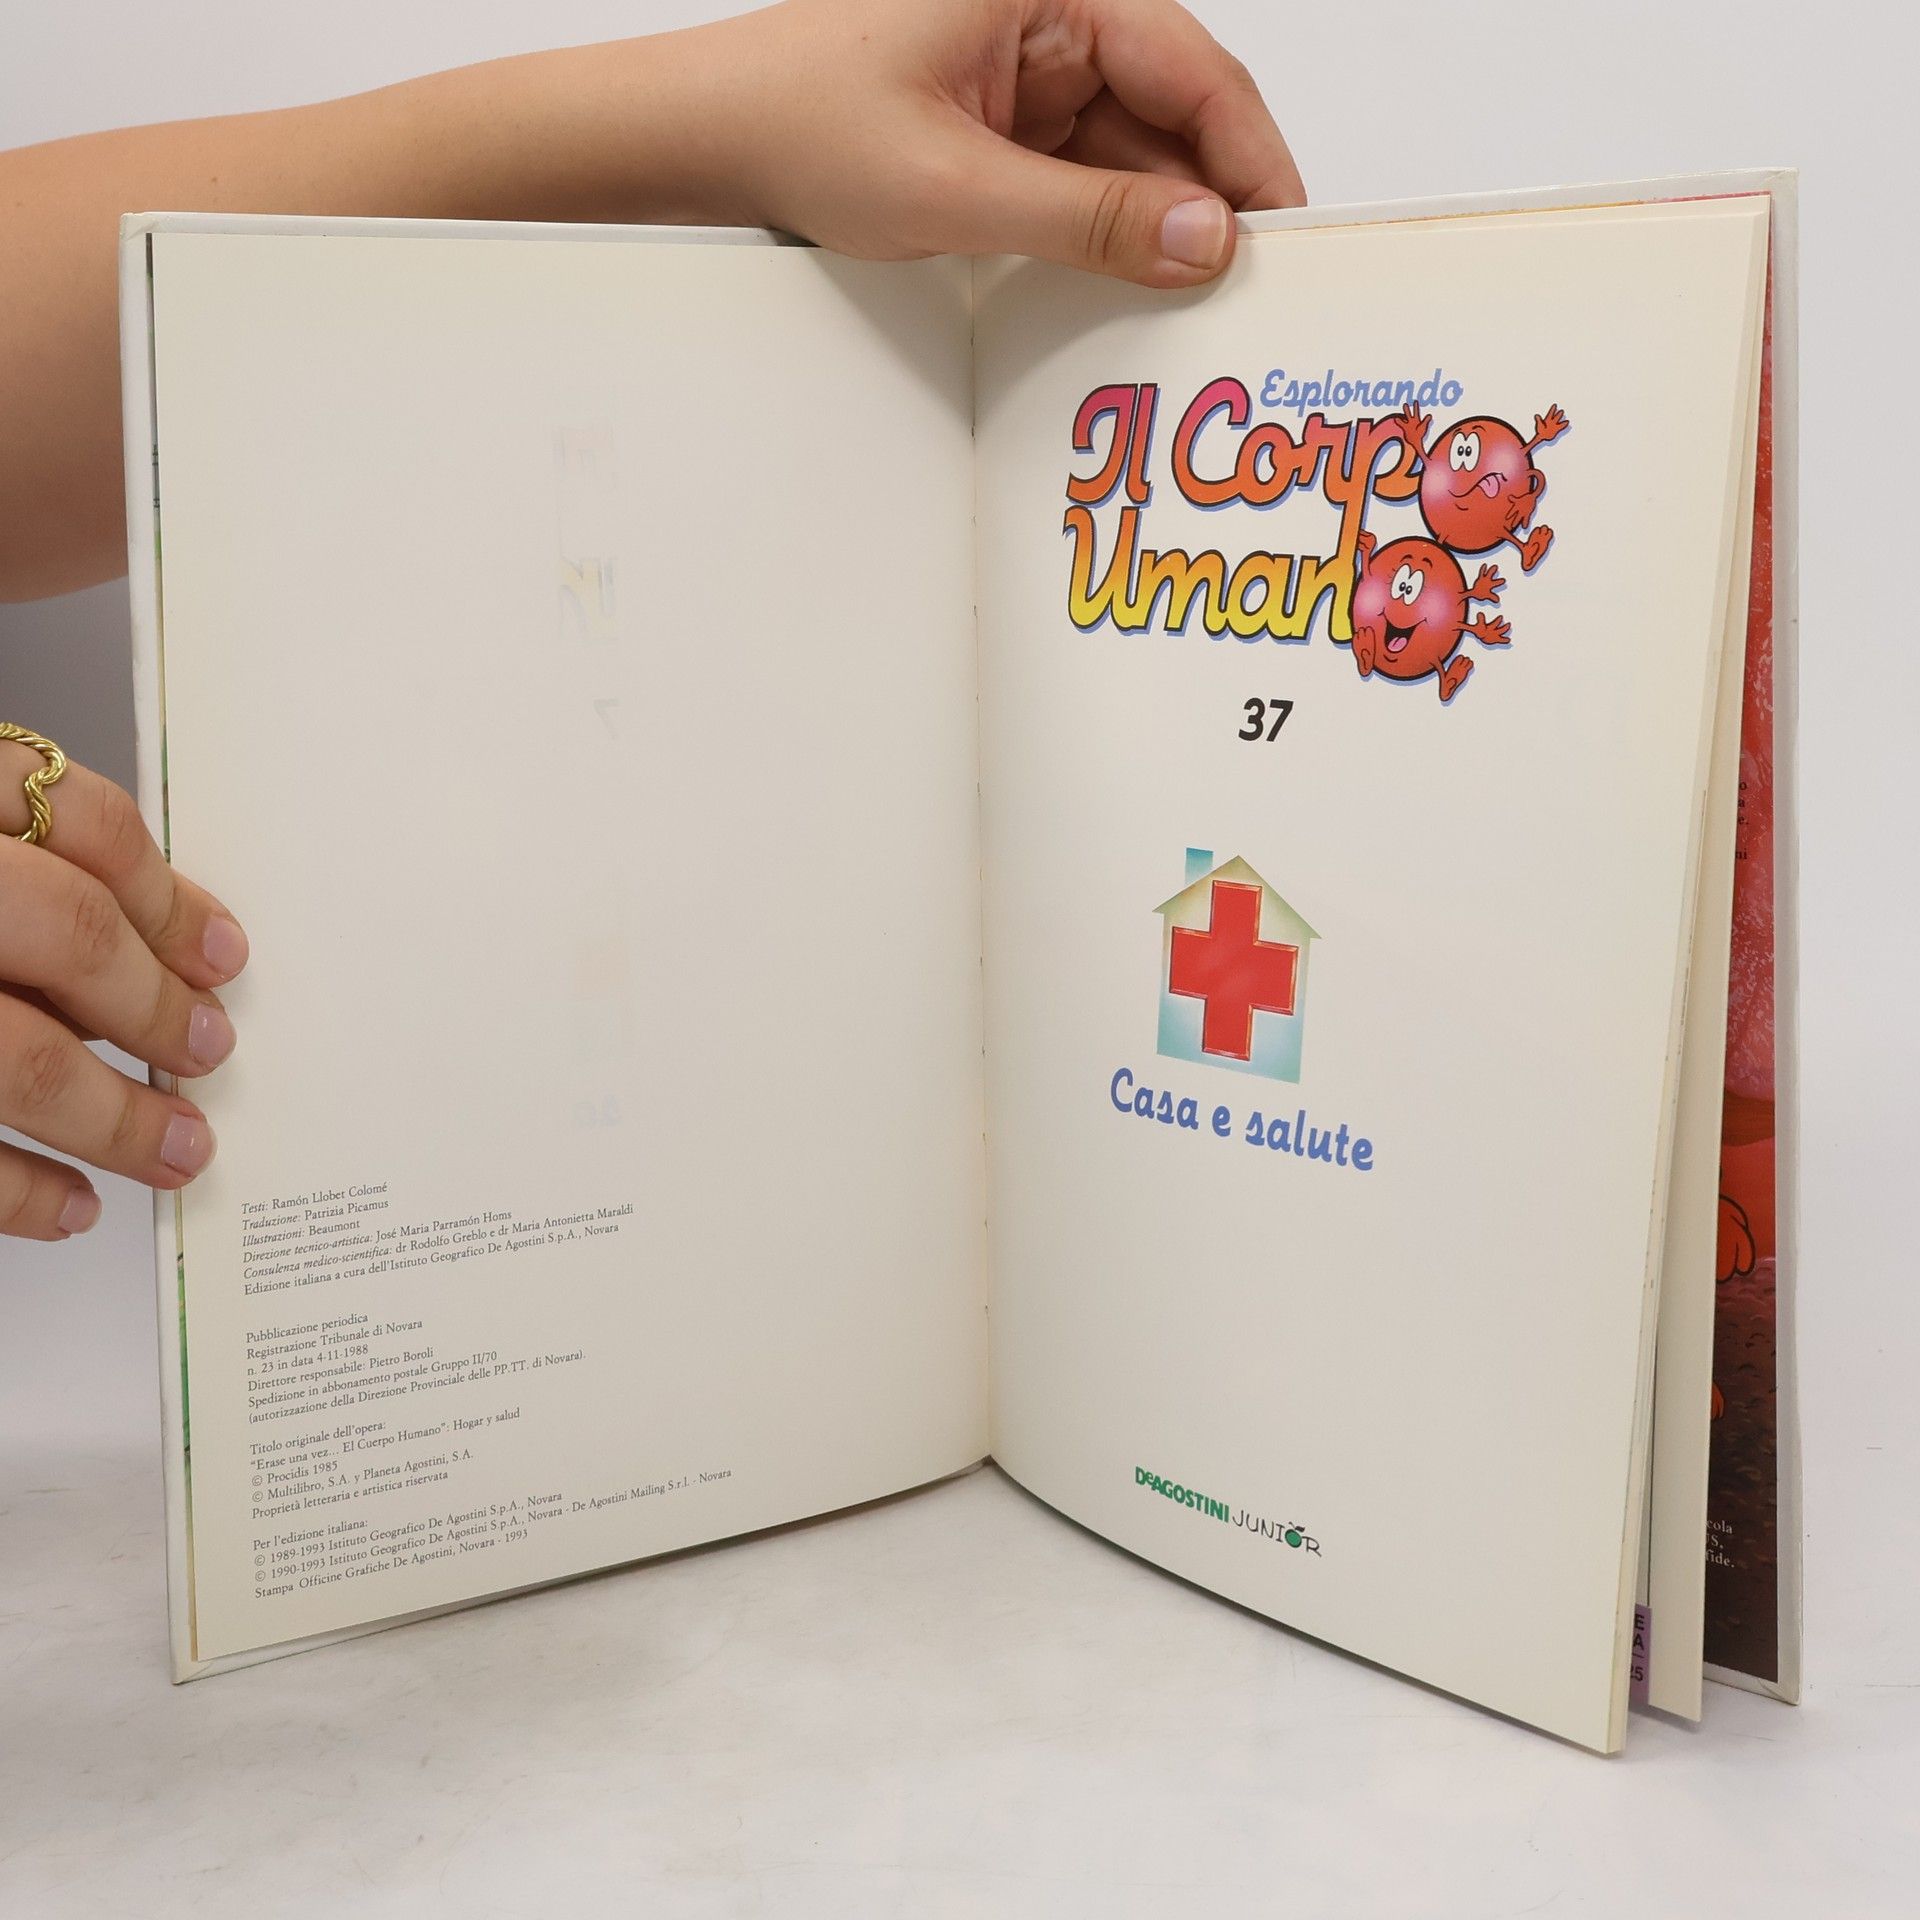 Testi: Ramón Llobet Colomé
Traduzione: Patrizia Picamus
Illustrazioni: Beaumont
Direzione tecnico-artistica: José Maria Parramón Homs
Consulenza medico-scientifica: dr Rodolfo Greblo e dr Maria Antonietta Maraldi
Edizione italiana a cura dell'Istituto Geografico De Agostini S.p.A., Novara
Pubblicazione periodica
Registrazione Tribunale di Novara
n. 23 in data 4-11-1988
Direttore responsabile: Pietro Boroli
Spedizione in abbonamento postale Gruppo II/70
(autorizzazione della Direzione Provinciale delle PP.TT. di Novara).
Titolo originale dell'opera:
"Erase una vez... El Cuerpo Humano": Hogar y salud
© Procidis 1985
© Multilibro, S.A. y Planeta Agostini, S.A.
Proprietà letteraria e artistica riservata
Per l'edizione italiana:
© 1989-1993 Istituto Geografico De Agostini S.p.A., Novara
© 1990-1993 Istituto Geografico De Agostini S.p.A., Novara - De Agostini Mailing S.r.l. - Novara
Stampa Officine Grafiche De Agostini, Novara - 1993
Esplorando
Il Corpo
Umano
37
Casa e salute
DeAGOSTINI JUNIOR